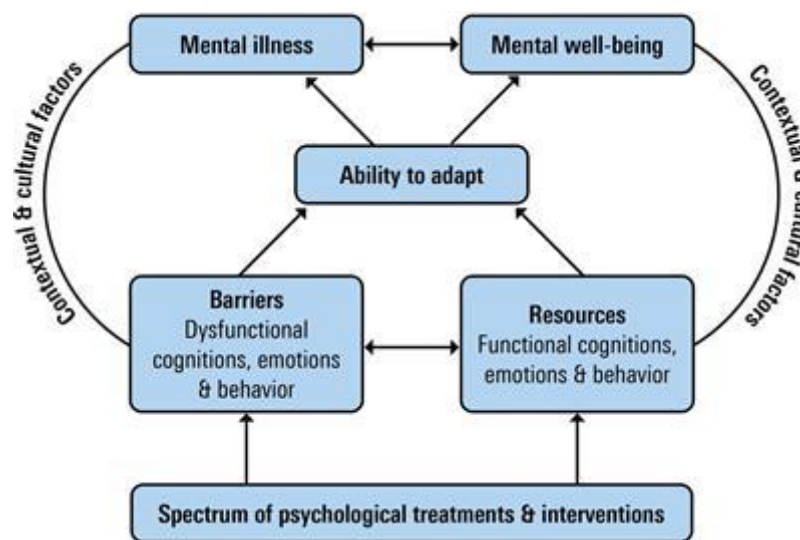 Mental illness
Mental well-being
Contextual & cultural factors
Contextual & cultural factors
Ability to adapt
Barriers
Dysfunctional
cognitions, emotions
& behavior
Resources
Functional cognitions,
emotions & behavior
Spectrum of psychological treatments & interventions